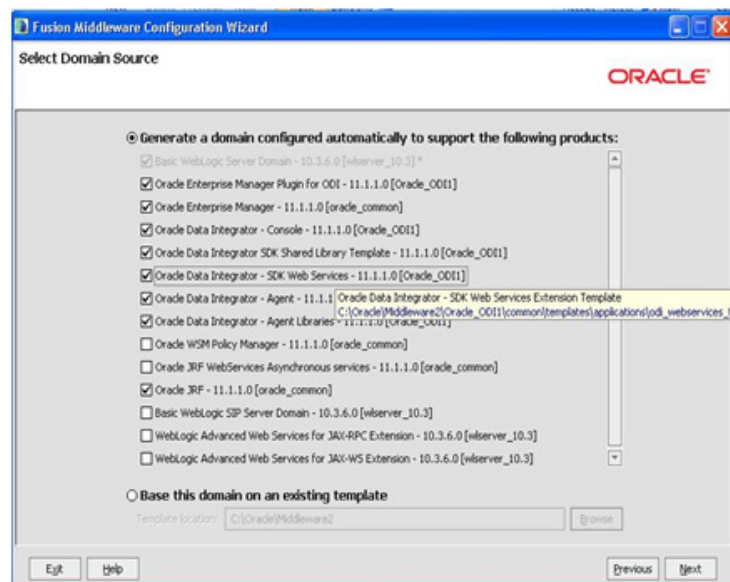 Fusion Middleware Configuration Wizard
Select Domain Source
ORACLE
Generate a domain configured automatically to support the following products:
Basic WebLogic Server Domain - 10.3.6.0 [wlserver_10.3] *
Oracle Enterprise Manager Plugin for ODI - 11.1.1.0 [Oracle_ODI1]
Oracle Enterprise Manager - 11.1.1.0 [oracle_common]
Oracle Data Integrator - Console - 11.1.1.0 [Oracle_ODI1]
Oracle Data Integrator SDK Shared Library Template - 11.1.1.0 [Oracle_ODI1]
Oracle Data Integrator - SDK Web Services - 11.1.1.0 [Oracle_ODI1]
Oracle Data Integrator - Agent - 11.1.1
Oracle Data Integrator - SDK Web Services Extension Template
C:\Oracle\Middleware2\Oracle_ODI1\common\templates\applications\odi_webservices_t
Oracle Data Integrator - Agent Libraries - 11.1.1.0 [Oracle_ODI1]
Oracle WSM Policy Manager - 11.1.1.0 [oracle_common]
Oracle JRF WebServices Asynchronous services - 11.1.1.0 [oracle_common]
Oracle JRF - 11.1.1.0 [oracle_common]
Basic WebLogic SIP Server Domain - 10.3.6.0 [wlserver_10.3]
WebLogic Advanced Web Services for JAX-RPC Extension - 10.3.6.0 [wlserver_10.3]
WebLogic Advanced Web Services for JAX-WS Extension - 10.3.6.0 [wlserver_10.3]
Base this domain on an existing template
Template location: C:\Oracle\Middleware2 Browse
Exit Help Previous Next